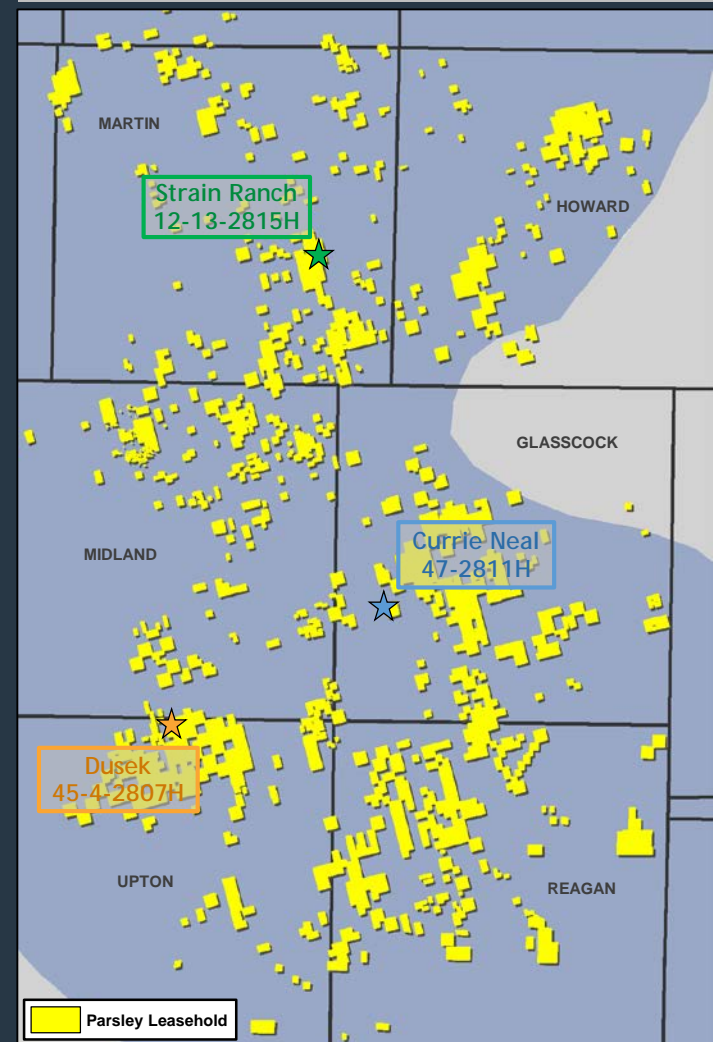 MARTIN
Strain Ranch
12-13-2815H
HOWARD
GLASSCOCK
MIDLAND
Currie Neal
47-2811H
Dusek
45-4-2807H
UPTON
REAGAN
Parsley Leasehold